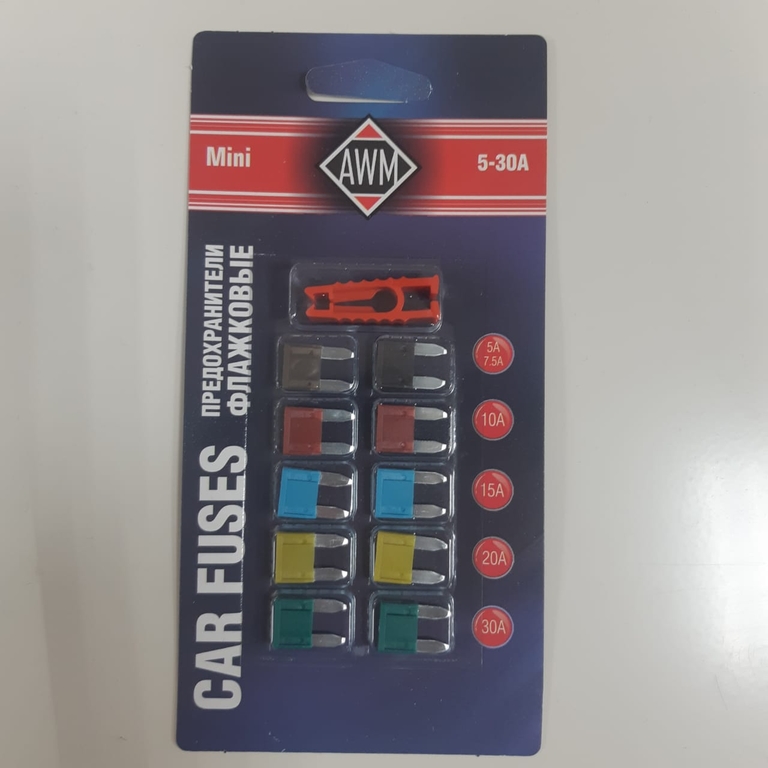 Mini
AWM
5-30A
ПРЕДОХРАНИТЕЛИ
ФЛАЖКОВЫЕ
CAR FUSES
5A
7.5A
10A
15A
20A
30A